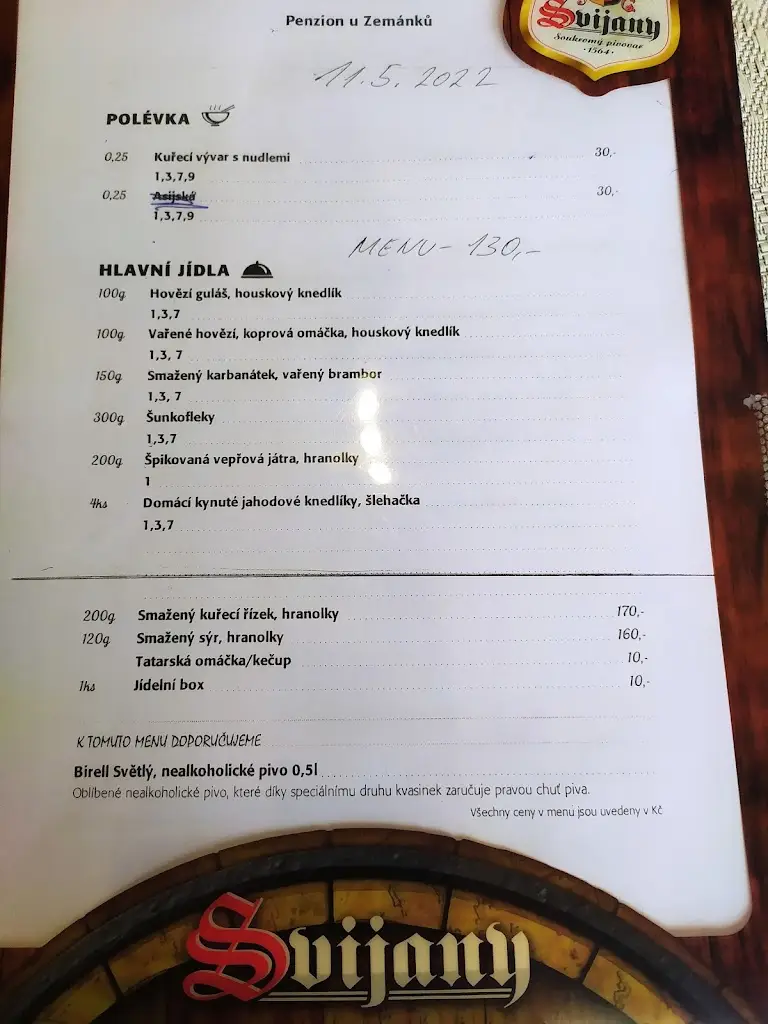 Penzion u Zemánků
Svijany
Soukromý pivovar
·1564·
11.5.2022
POLÉVKA
0,25 Kuřecí vývar s nudlemi 30,-
1,3,7,9
0,25 Asijská 30,-
1,3,7,9
MENU - 130,-
HLAVNÍ JÍDLA
100g Hovězí guláš, houskový knedlík
1,3,7
100g Vařené hovězí, koprová omáčka, houskový knedlík
1,3, 7
150g Smažený karbanátek, vařený brambor
1,3, 7
300g Šunkofleky
1,3,7
200g Špikovaná vepřová játra, hranolky
1
4ks Domácí kynuté jahodové knedlíky, šlehačka
1,3,7
200g Smažený kuřecí řízek, hranolky 170,-
120g Smažený sýr, hranolky 160,-
Tatarská omáčka/kečup 10,-
1ks Jídelní box 10,-
K TOMUTO MENU DOPORUČUJEME
Birell Světlý, nealkoholické pivo 0,5l
Oblíbené nealkoholické pivo, které díky speciálnímu druhu kvasinek zaručuje pravou chuť piva.
Všechny ceny v menu jsou uvedeny v Kč
Svijany